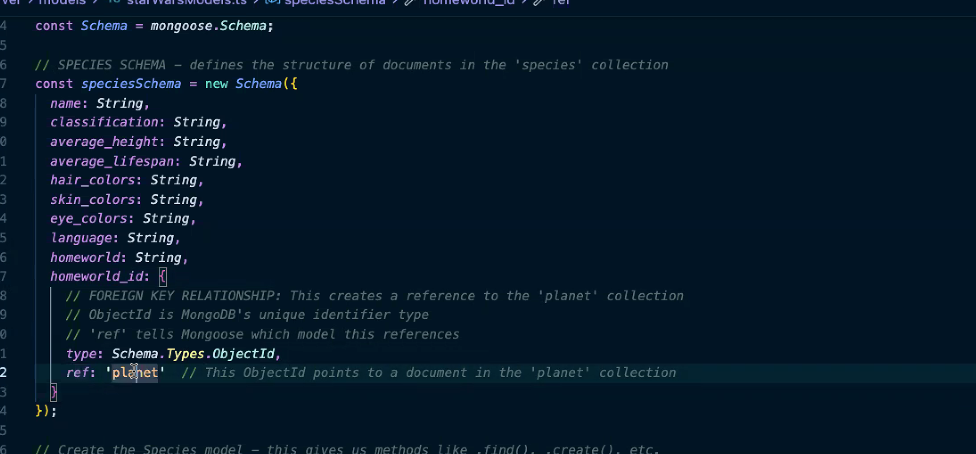 ver > models > starWarsModels.ts > speciesSchema > homeworld_id > ref
4 const Schema = mongoose.Schema;
5
6 // SPECIES SCHEMA – defines the structure of documents in the 'species' collection
7 const speciesSchema = new Schema({
8 name: String,
9 classification: String,
0 average_height: String,
1 average_lifespan: String,
2 hair_colors: String,
3 skin_colors: String,
4 eye_colors: String,
5 language: String,
6 homeworld: String,
7 homeworld_id: {
8 // FOREIGN KEY RELATIONSHIP: This creates a reference to the 'planet' collection
9 // ObjectId is MongoDB's unique identifier type
0 // 'ref' tells Mongoose which model this references
1 type: Schema.Types.ObjectId,
2 ref: 'planet' // This ObjectId points to a document in the 'planet' collection
3 }
4 });
5
6 // Create the Species model – this gives us methods like .find(), .create(), etc.